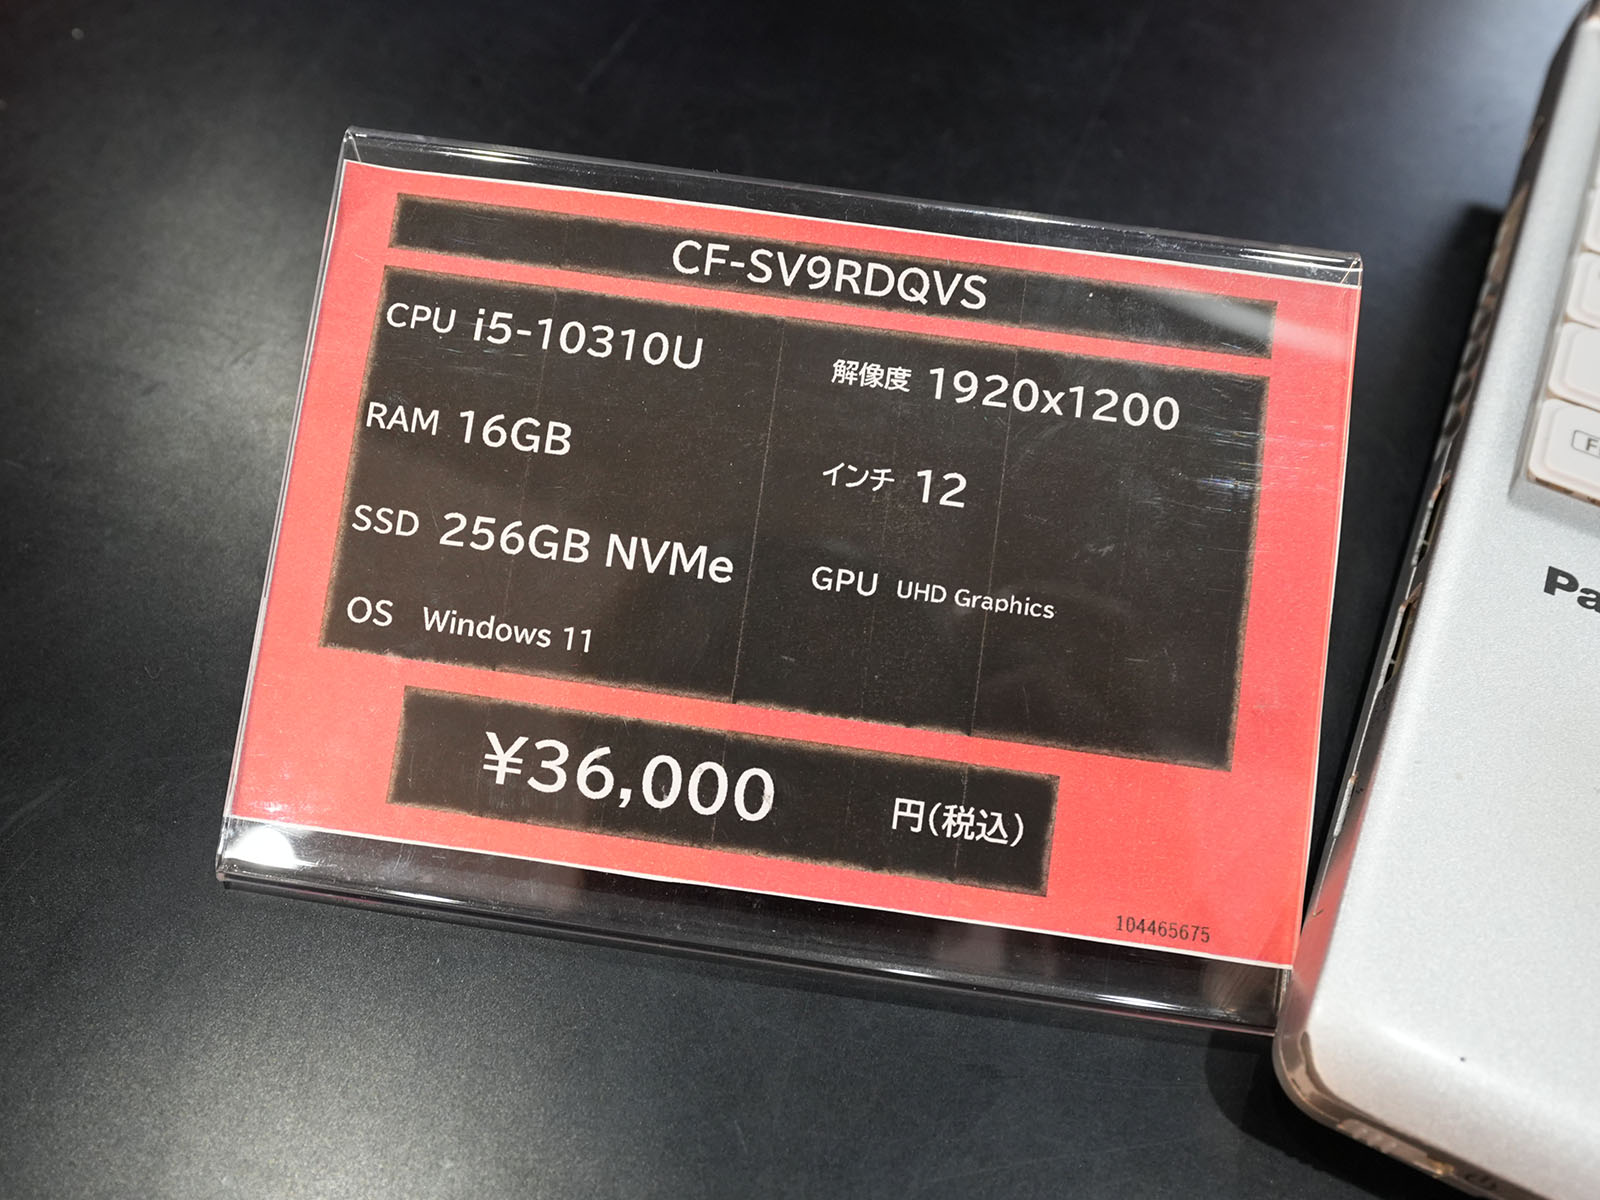 CF-SV9RDQVS
CPU i5-10310U
RAM 16GB
SSD 256GB NVMe
OS Windows 11
解像度 1920x1200
インチ 12
GPU UHD Graphics
¥36,000 円(税込)
104465675